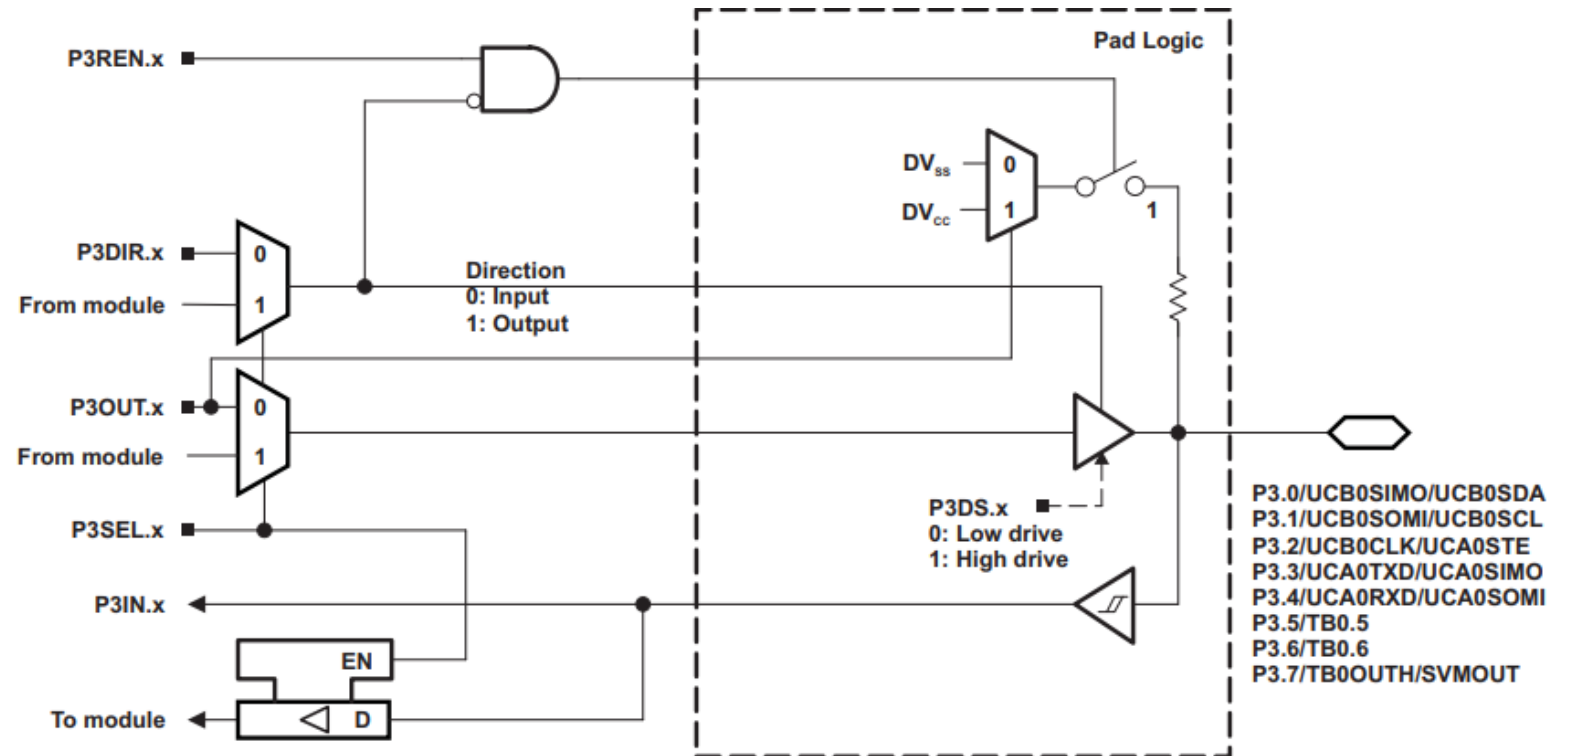 Pad Logic
P3REN.x
DVss
0
DVcc
1
1
P3DIR.x
0
From module
1
Direction
0: Input
1: Output
P3OUT.x
0
From module
1
P3SEL.x
P3DS.x
0: Low drive
1: High drive
P3IN.x
EN
To module
D
P3.0/UCB0SIMO/UCB0SDA
P3.1/UCB0SOMI/UCB0SCL
P3.2/UCB0CLK/UCA0STE
P3.3/UCA0TXD/UCA0SIMO
P3.4/UCA0RXD/UCA0SOMI
P3.5/TB0.5
P3.6/TB0.6
P3.7/TB0OUTH/SVMOUT